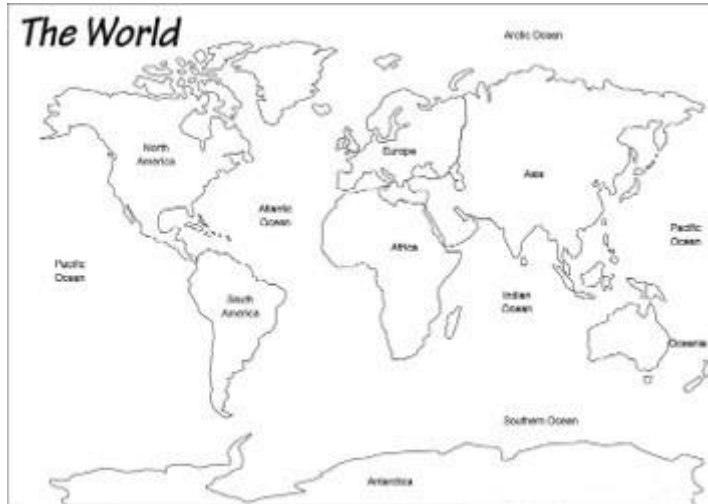 The World
Arctic Ocean
North
America
Europe
Asia
Atlantic
Ocean
Pacific
Ocean
Africa
Pacific
Ocean
South
America
Indian
Ocean
Oceania
Southern Ocean
Antarctica